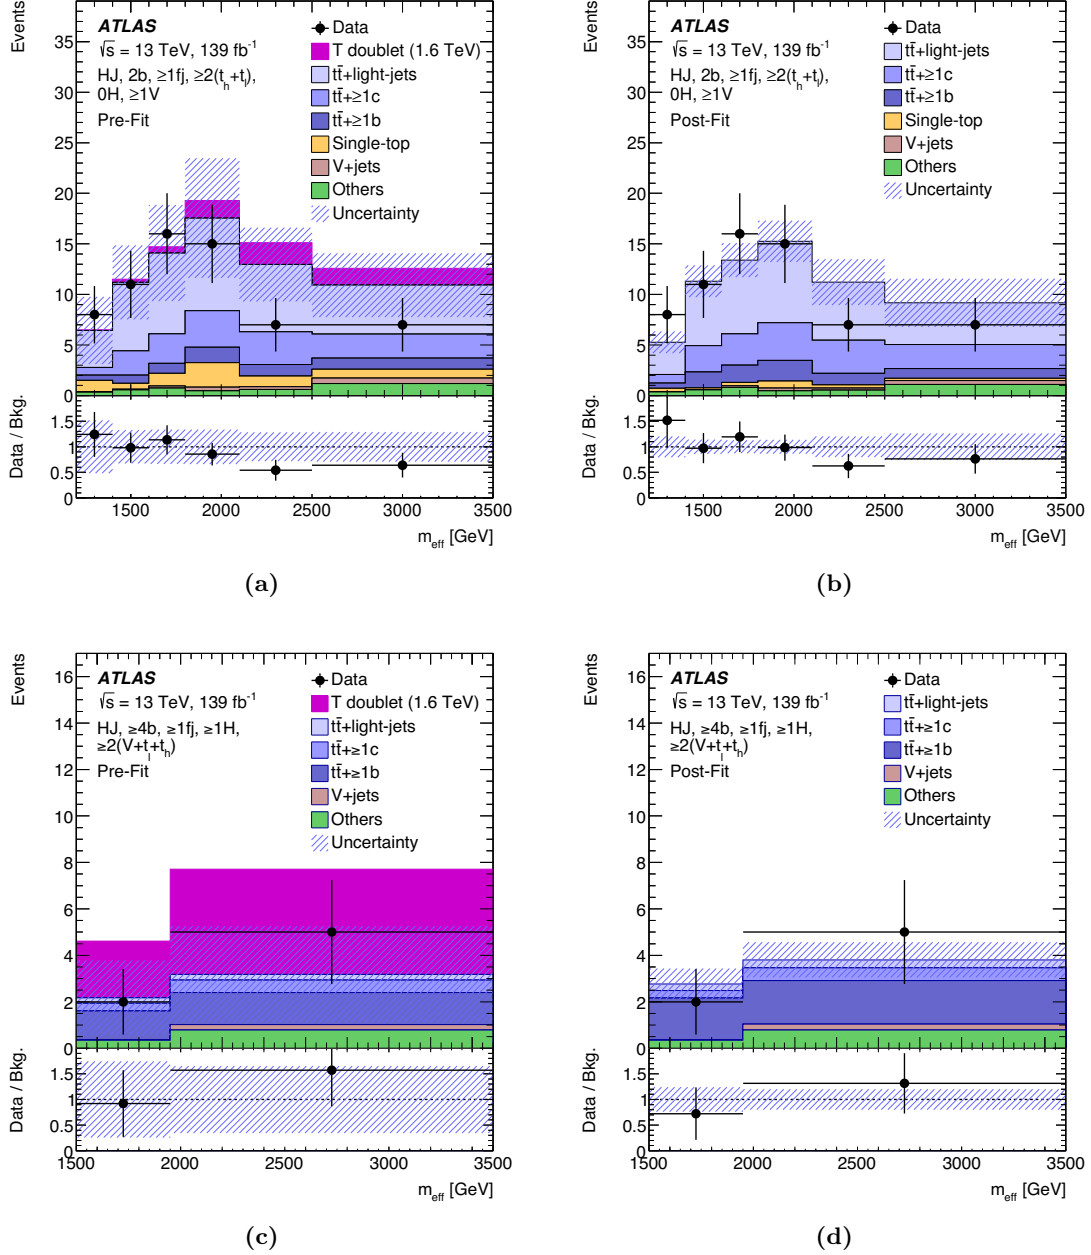 Events
ATLAS
√s = 13 TeV, 139 fb⁻¹
HJ, 2b, ≥1fj, ≥2(t_h+t_l),
0H, ≥1V
Pre-Fit
Data
T doublet (1.6 TeV)
tt̄+light-jets
tt̄+≥1c
tt̄+≥1b
Single-top
V+jets
Others
Uncertainty
35
30
25
20
15
10
5
0
Data / Bkg.
1.5
1
0.5
0
1500 2000 2500 3000 3500
m_eff [GeV]
(a)
Events
ATLAS
√s = 13 TeV, 139 fb⁻¹
HJ, 2b, ≥1fj, ≥2(t_h+t_l),
0H, ≥1V
Post-Fit
Data
tt̄+light-jets
tt̄+≥1c
tt̄+≥1b
Single-top
V+jets
Others
Uncertainty
35
30
25
20
15
10
5
0
Data / Bkg.
1.5
1
0.5
0
1500 2000 2500 3000 3500
m_eff [GeV]
(b)
Events
ATLAS
√s = 13 TeV, 139 fb⁻¹
HJ, ≥4b, ≥1fj, ≥1H,
≥2(V+t_l+t_h)
Pre-Fit
Data
T doublet (1.6 TeV)
tt̄+light-jets
tt̄+≥1c
tt̄+≥1b
V+jets
Others
Uncertainty
16
14
12
10
8
6
4
2
0
Data / Bkg.
1.5
1
0.5
0
1500 2000 2500 3000 3500
m_eff [GeV]
(c)
Events
ATLAS
√s = 13 TeV, 139 fb⁻¹
HJ, ≥4b, ≥1fj, ≥1H,
≥2(V+t_l+t_h)
Post-Fit
Data
tt̄+light-jets
tt̄+≥1c
tt̄+≥1b
V+jets
Others
Uncertainty
16
14
12
10
8
6
4
2
0
Data / Bkg.
1.5
1
0.5
0
1500 2000 2500 3000 3500
m_eff [GeV]
(d)